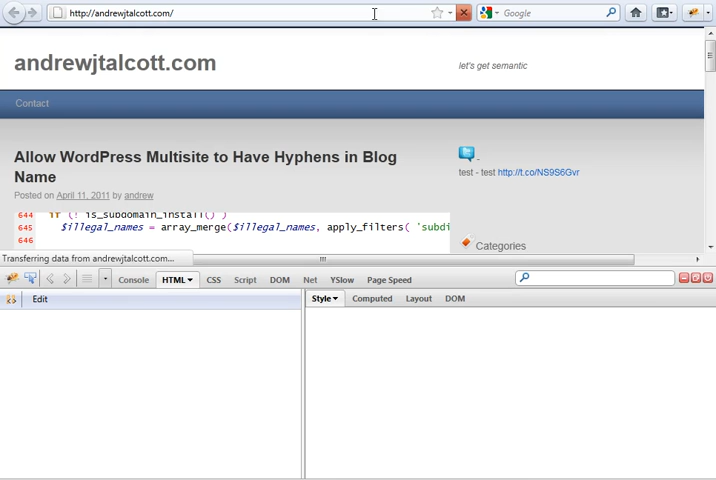 http://andrewjtalcott.com/
Google
andrewjtalcott.com
let's get semantic
Contact
Allow WordPress Multisite to Have Hyphens in Blog
Name
Posted on April 11, 2011 by andrew
-
test - test http://t.co/NS9S6Gvr
644 if (! is_subdomain_install() )
645 $illegal_names = array_merge($illegal_names, apply_filters( 'subdi
646
Categories
Transferring data from andrewjtalcott.com...
Console HTML CSS Script DOM Net YSlow Page Speed
Edit
Style Computed Layout DOM